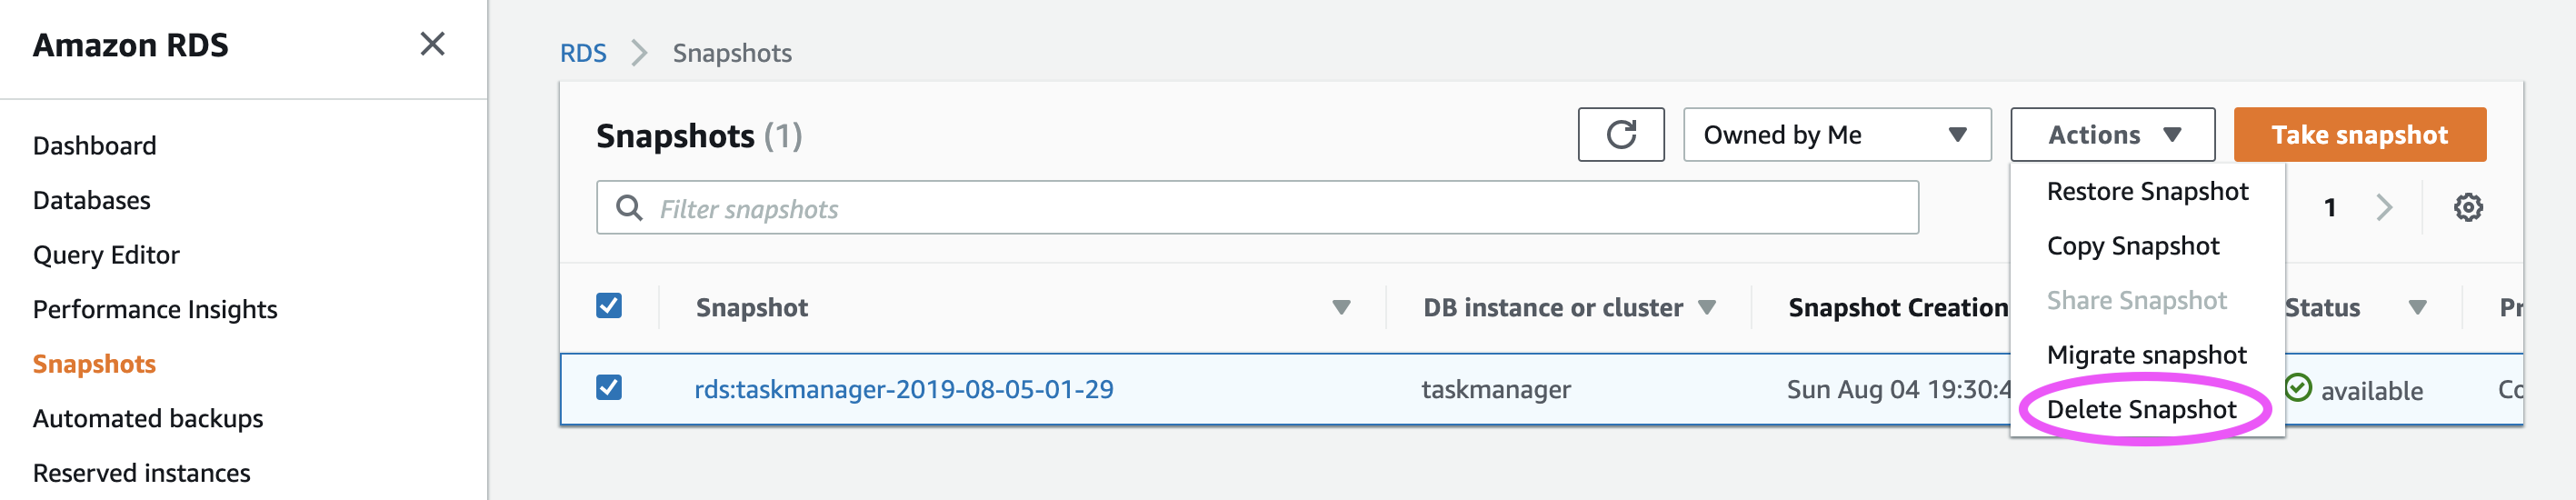 Amazon RDS
Dashboard
Databases
Query Editor
Performance Insights
Snapshots
Automated backups
Reserved instances
RDS > Snapshots
Snapshots (1)
Owned by Me
Actions
Take snapshot
Filter snapshots
1
Restore Snapshot
Copy Snapshot
Share Snapshot
Migrate snapshot
Delete Snapshot
Snapshot
DB instance or cluster
Snapshot Creation
Status
Pr
rds:taskmanager-2019-08-05-01-29
taskmanager
Sun Aug 04 19:30:4
available
Co